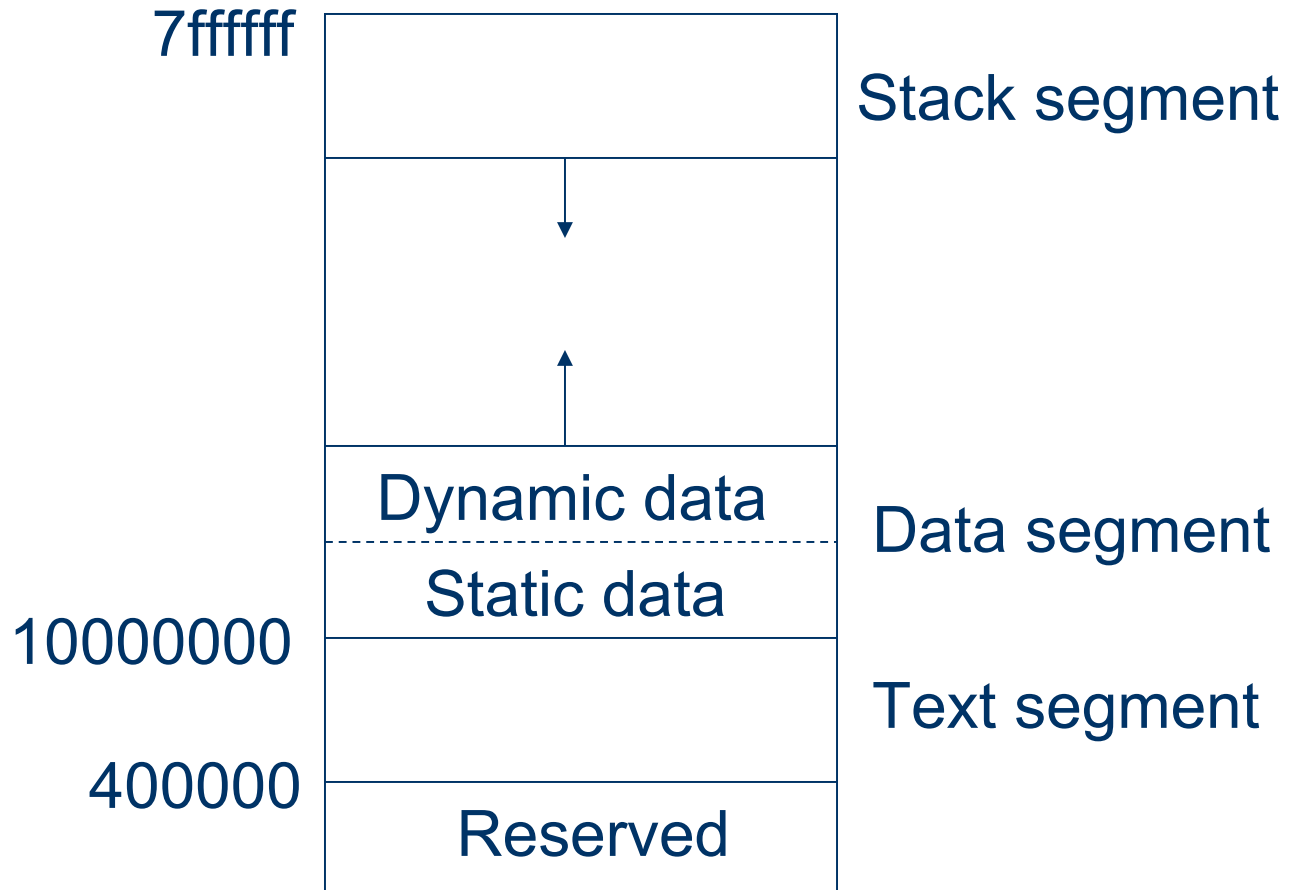 7ffffff
Stack segment
Dynamic data
Data segment
Static data
10000000
Text segment
400000
Reserved